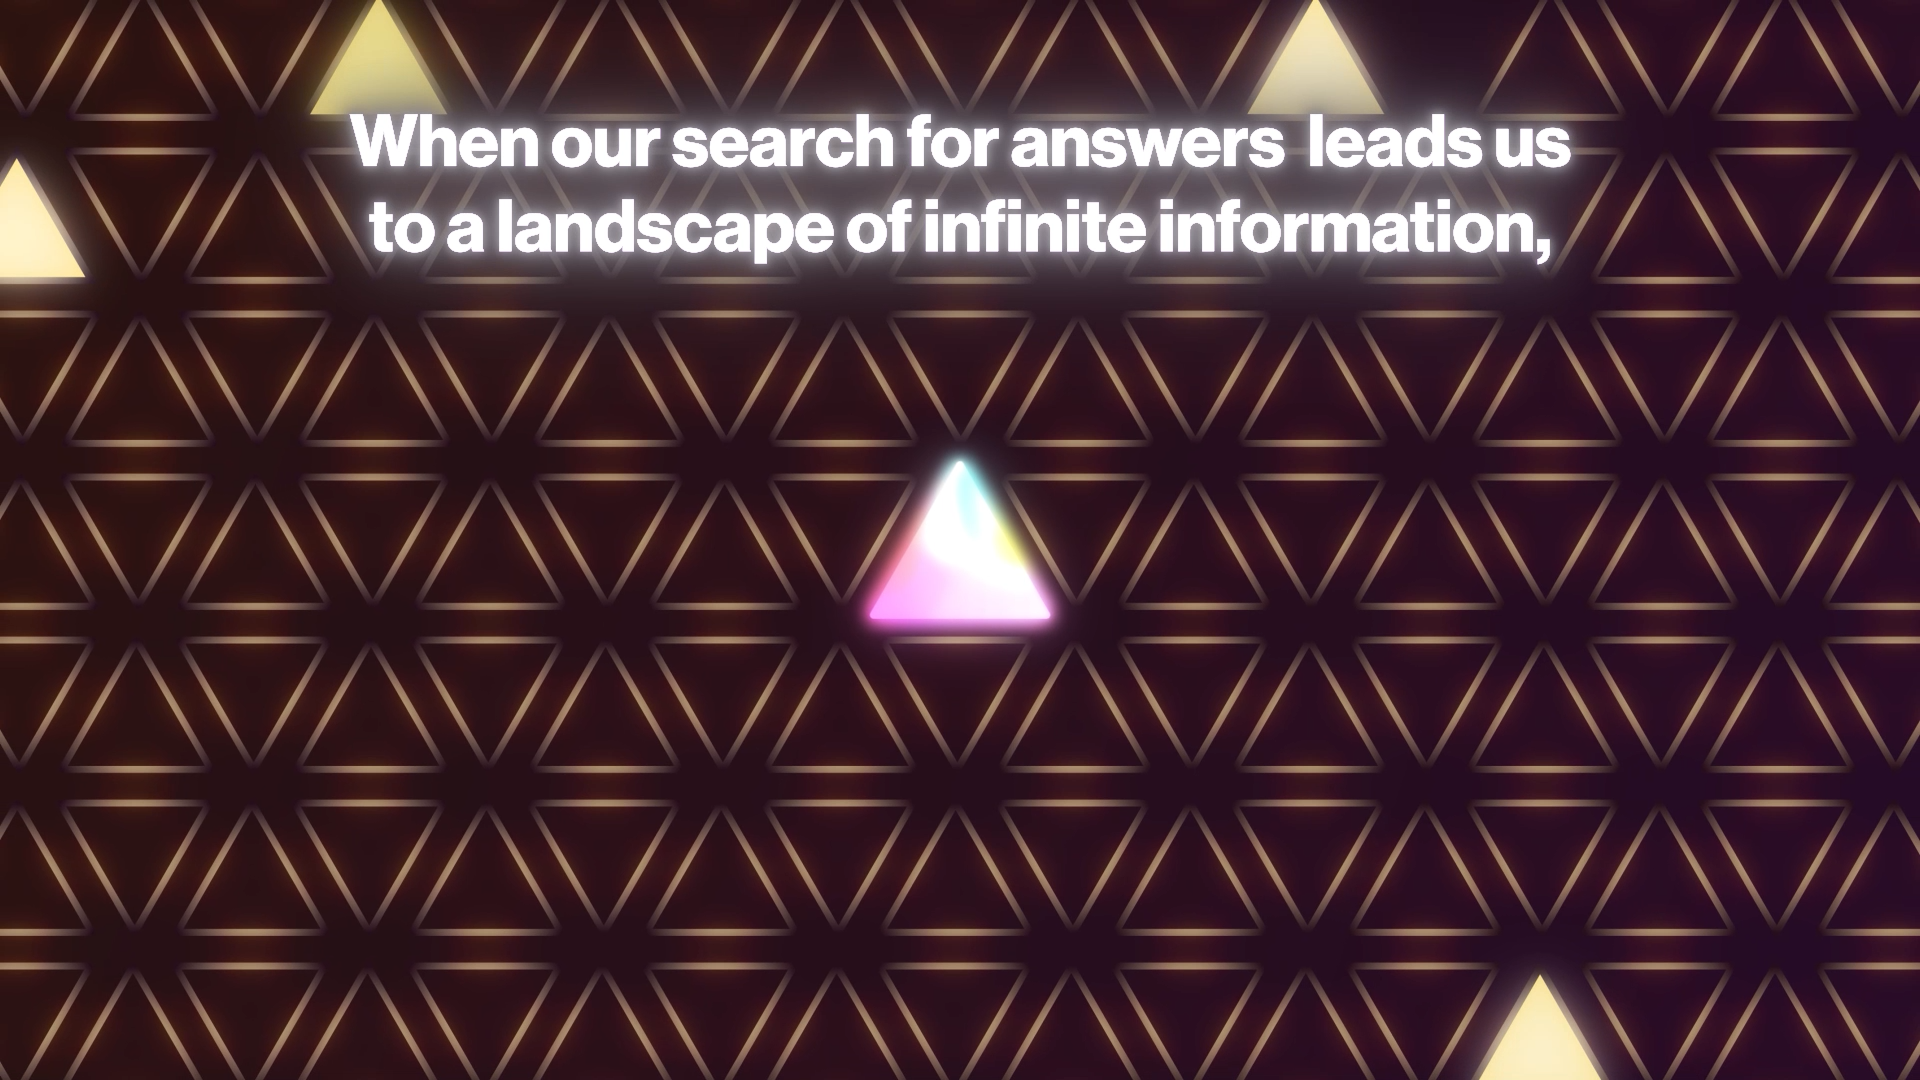 When our search for answers leads us
to a landscape of infinite information,